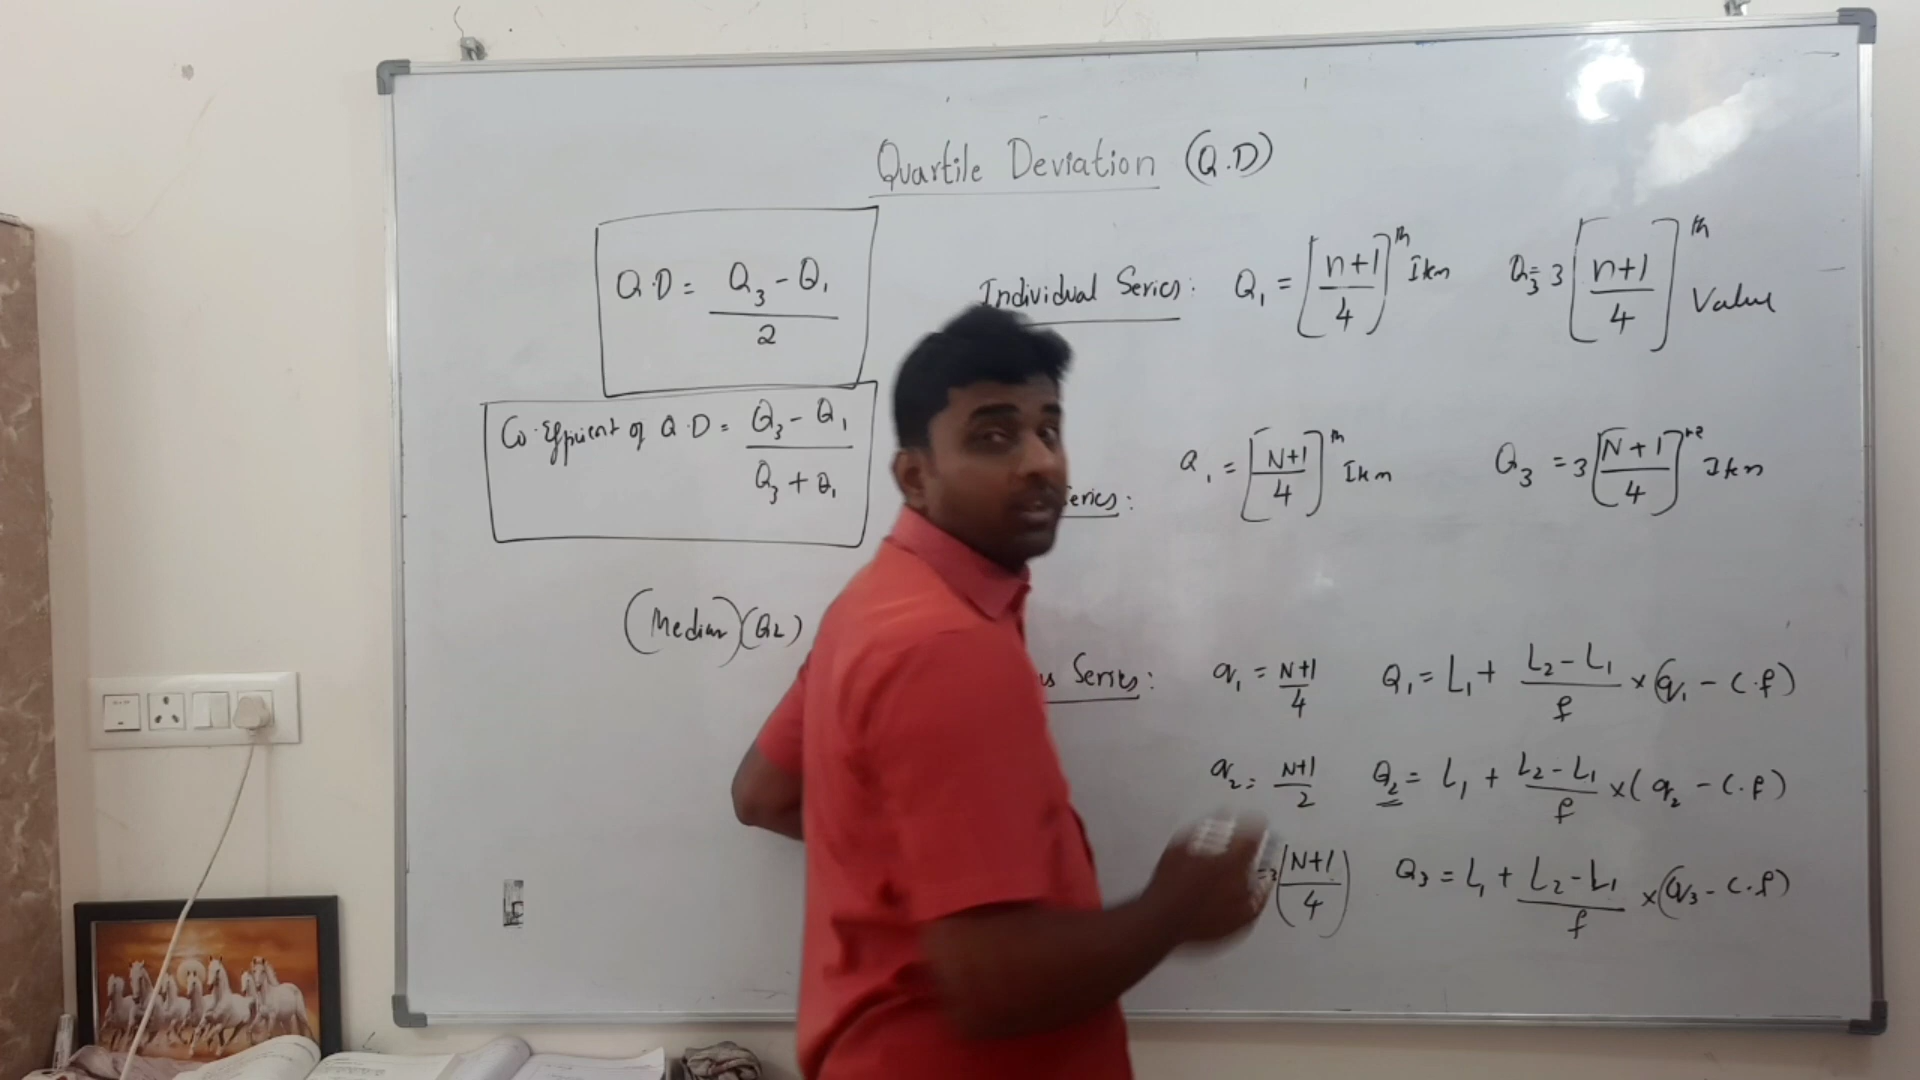 Quartile Deviation (Q.D)
Q.D = Q₃ - Q₁ / 2
Co-Efficient of Q.D = Q₃ - Q₁ / Q₃ + Q₁
(Median) (Q₂)
Individual Series: Q₁ = [n+1 / 4]th Item Q₃ = 3 [n+1 / 4]th Value
Series: Q₁ = [N+1 / 4]th Item Q₃ = 3 [N+1 / 4]th Item
Series: q₁ = N+1 / 4 Q₁ = L₁ + L₂ - L₁ / f × (q₁ - c.f)
q₂ = N+1 / 2 Q₂ = L₁ + L₂ - L₁ / f × (q₂ - c.f)
= 3 (N+1 / 4) Q₃ = L₁ + L₂ - L₁ / f × (q₃ - c.f)